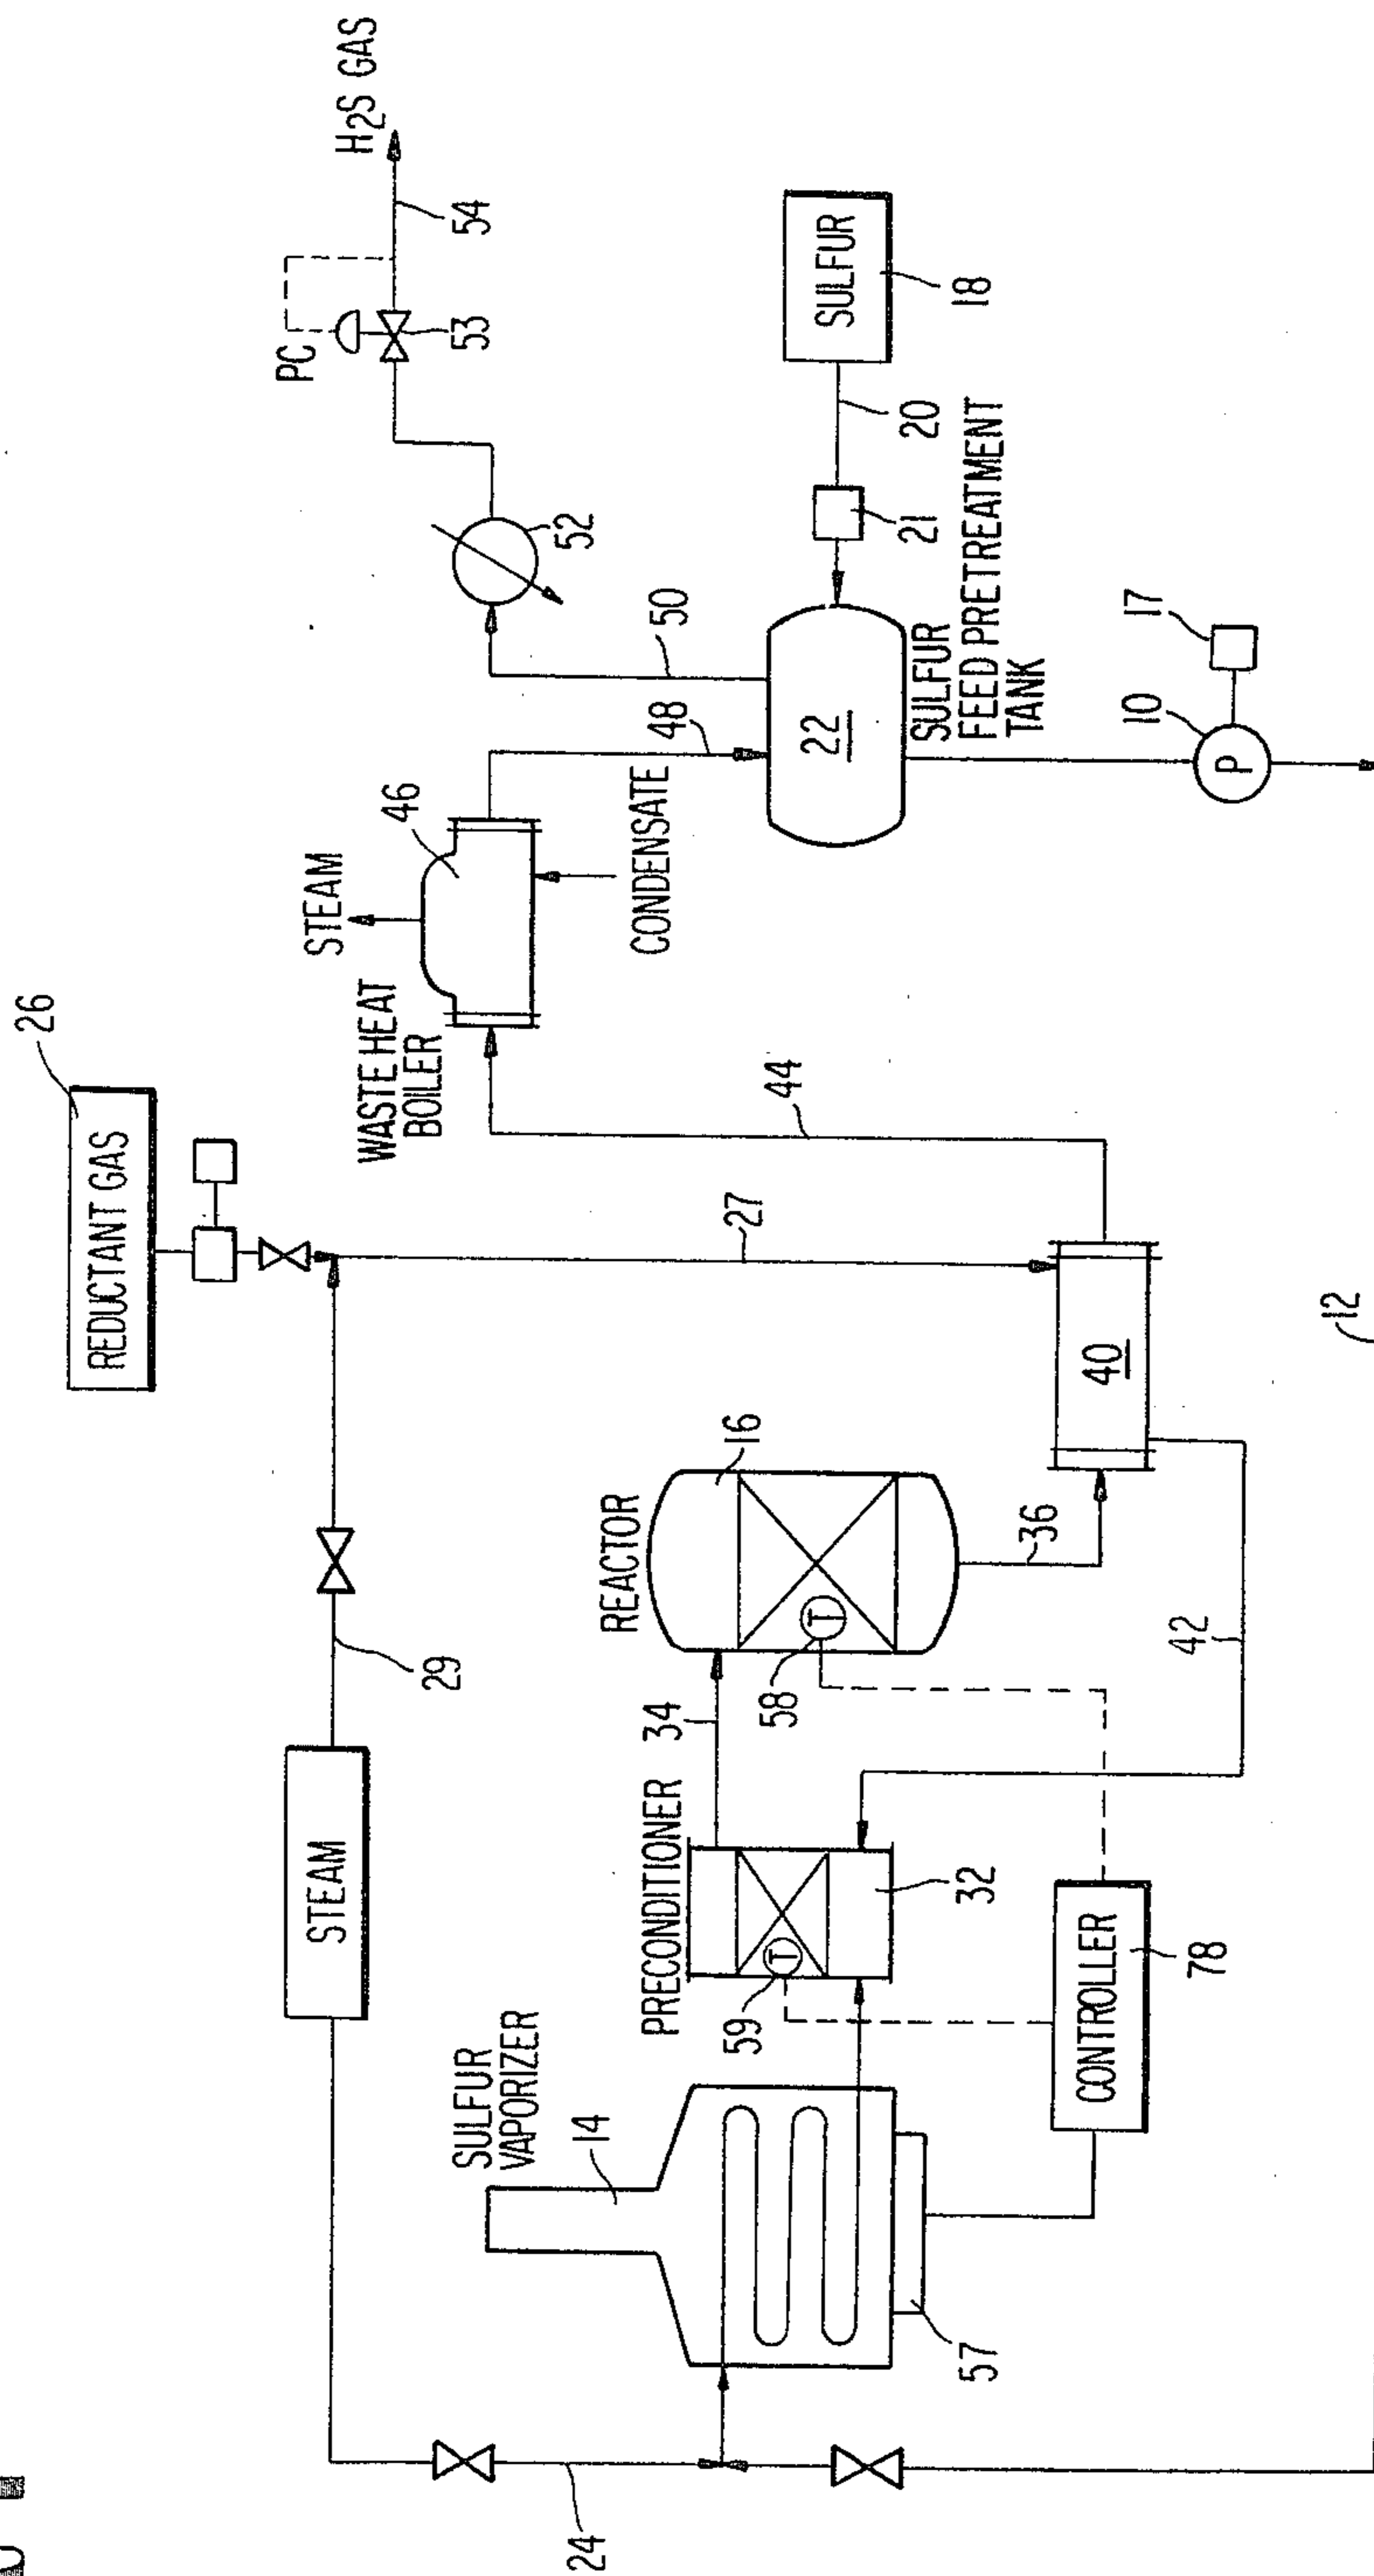 26
REDUCTANT GAS
H₂S GAS
PC
54
53
STEAM
29
27
WASTE HEAT
BOILER
STEAM
46
CONDENSATE
48
50
52
44
SULFUR
VAPORIZER
14
PRECONDITIONER
34
REACTOR
16
SULFUR
18
20
21
22
SULFUR
FEED PRETREATMENT
TANK
59
58
32
36
40
42
10
P
17
T
T
57
CONTROLLER
78
24
12